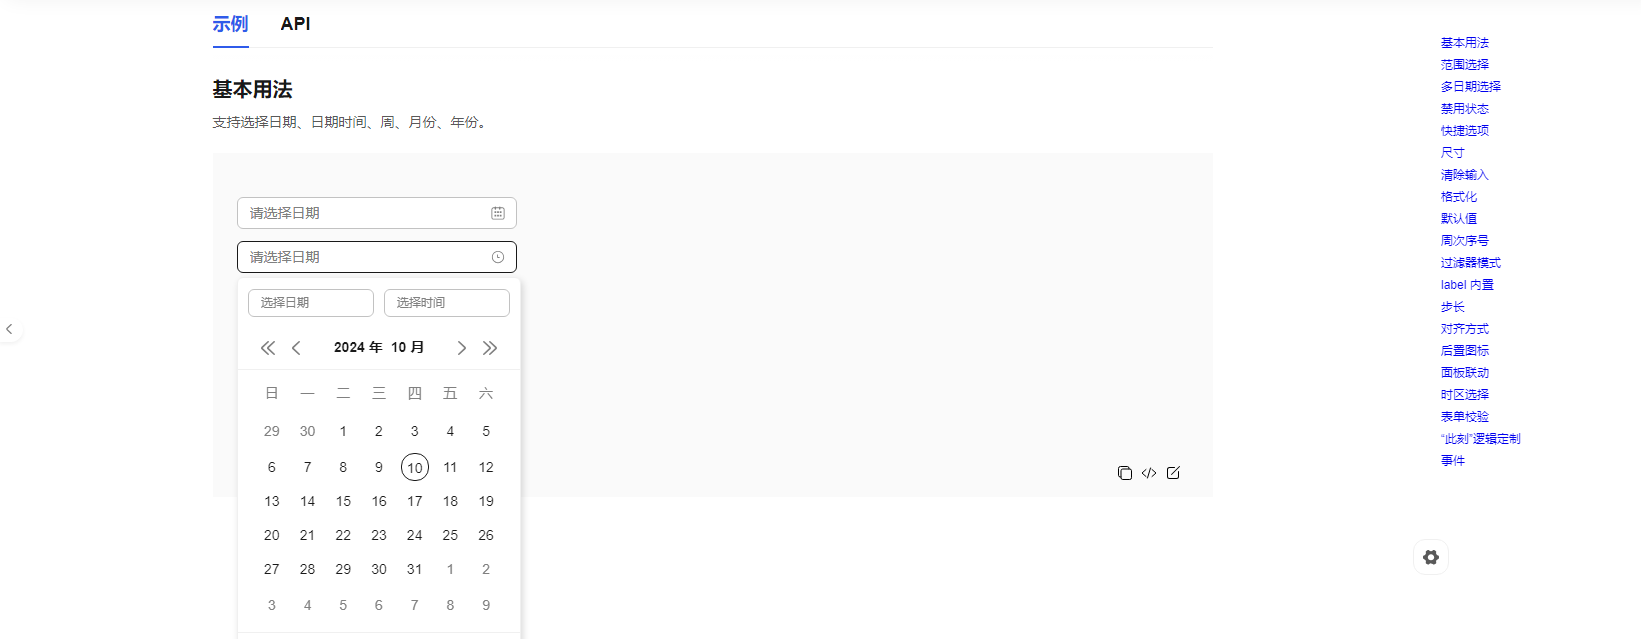 示例 API
基本用法
支持选择日期、日期时间、周、月份、年份。
请选择日期
请选择日期
选择日期 选择时间
2024 年 10 月
日 一 二 三 四 五 六
29 30 1 2 3 4 5
6 7 8 9 10 11 12
13 14 15 16 17 18 19
20 21 22 23 24 25 26
27 28 29 30 31 1 2
3 4 5 6 7 8 9
基本用法
范围选择
多日期选择
禁用状态
快捷选项
尺寸
清除输入
格式化
默认值
周次序号
过滤器模式
label 内置
步长
对齐方式
后置图标
面板联动
时区选择
表单校验
“此刻”逻辑定制
事件